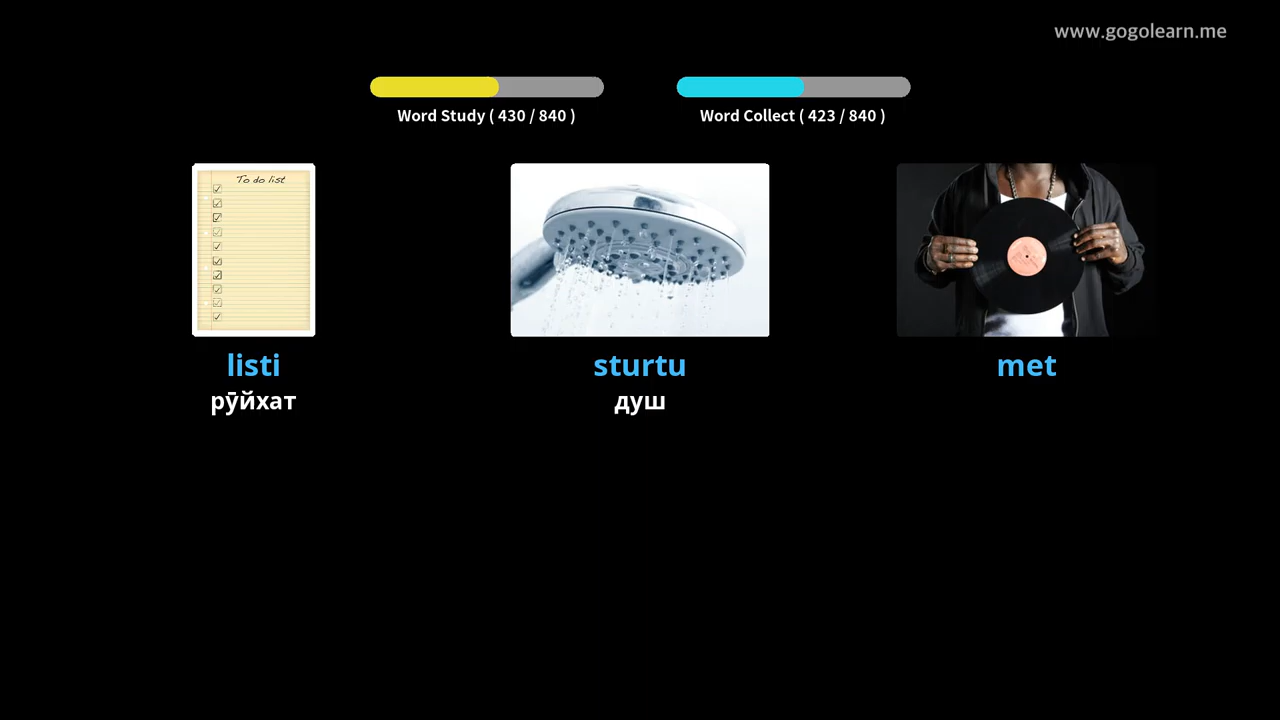 www.gogolearn.me
Word Study ( 430 / 840 )
Word Collect ( 423 / 840 )
To do list
listi
sturtu
met
рӯйхат
душ